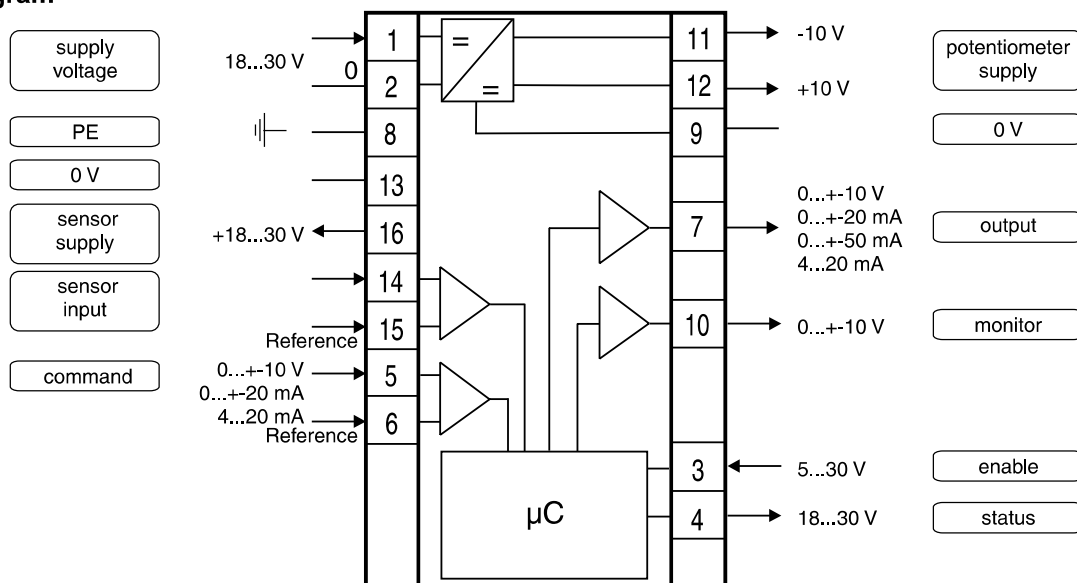 supply
voltage
PE
0 V
sensor
supply
sensor
input
command
18...30 V
0
+18...30 V
Reference
0...+-10 V
0...+-20 mA
4...20 mA
Reference
1
2
8
13
16
14
15
5
6
=
=
µC
11
12
9
7
10
3
4
-10 V
+10 V
0...+-10 V
0...+-20 mA
0...+-50 mA
4...20 mA
0...+-10 V
5...30 V
18...30 V
potentiometer
supply
0 V
output
monitor
enable
status